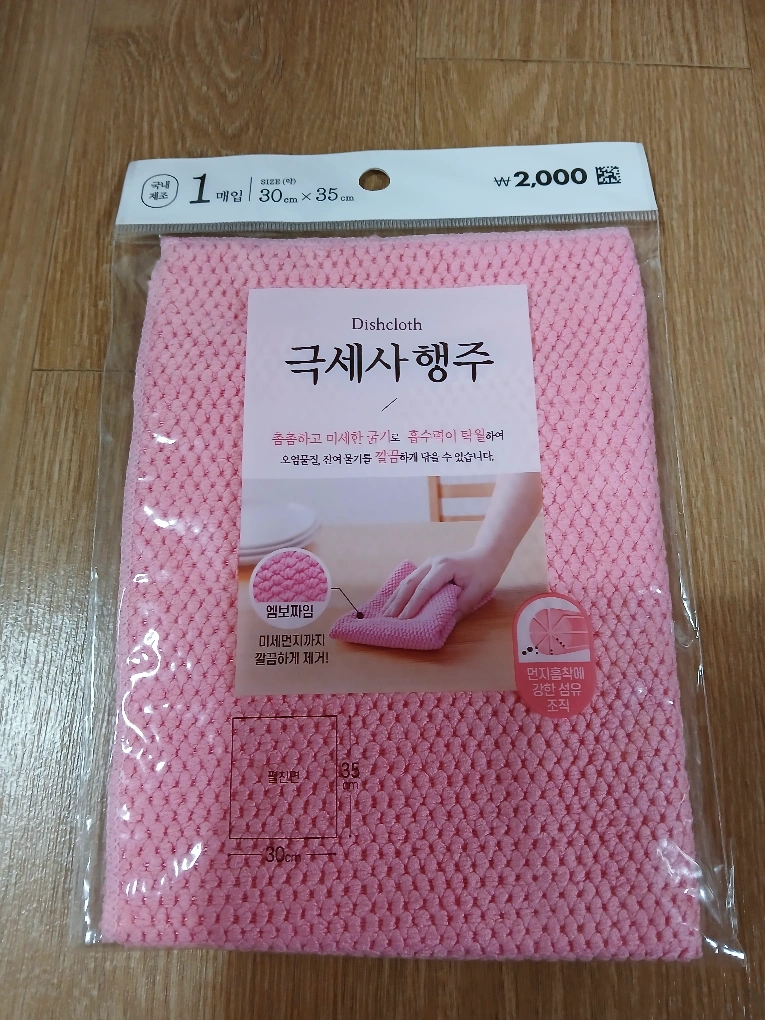 국내
제조
1매입
SIZE (약)
30cm × 35cm
₩2,000
Dishcloth
극세사 행주
촘촘하고 미세한 굵기로 흡수력이 탁월하여
오염물질, 잔여 물기를 깔끔하게 닦을 수 있습니다.
엠보짜임
미세먼지까지
깔끔하게 제거!
먼지흡착에
강한 섬유
조직
펼친면
35
cm
30cm